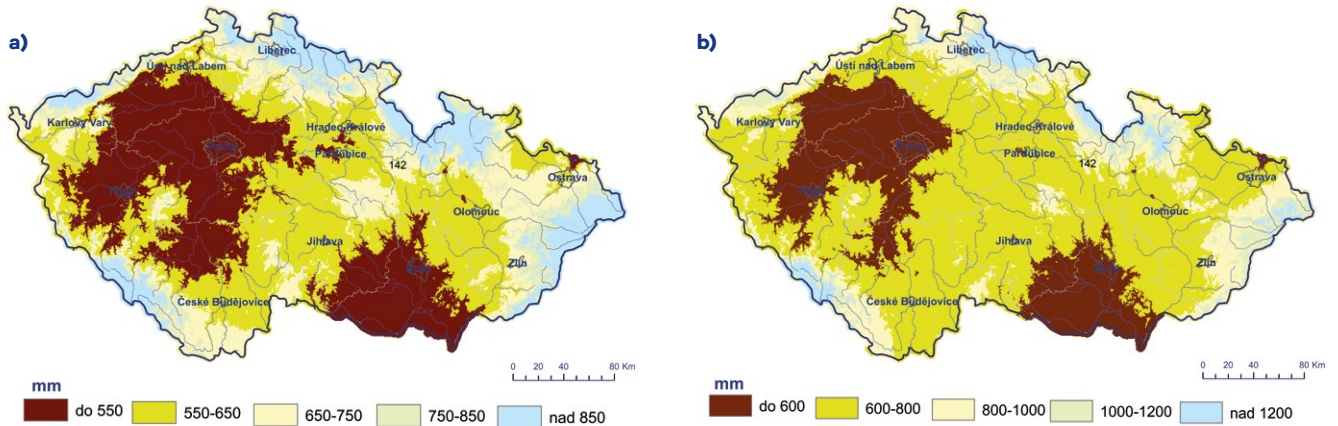 a)
Liberec
Ústí nad Labem
Karlovy Vary
Hradec Králové
Praha
Pardubice
142
Plzeň
Ostrava
Olomouc
Jihlava
Brno
Zlín
České Budějovice
0 20 40 80 Km
mm
do 550 550-650 650-750 750-850 nad 850
b)
Liberec
Ústí nad Labem
Karlovy Vary
Hradec Králové
Praha
Pardubice
142
Plzeň
Ostrava
Olomouc
Jihlava
Brno
Zlín
České Budějovice
0 20 40 80 Km
mm
do 600 600-800 800-1000 1000-1200 nad 1200